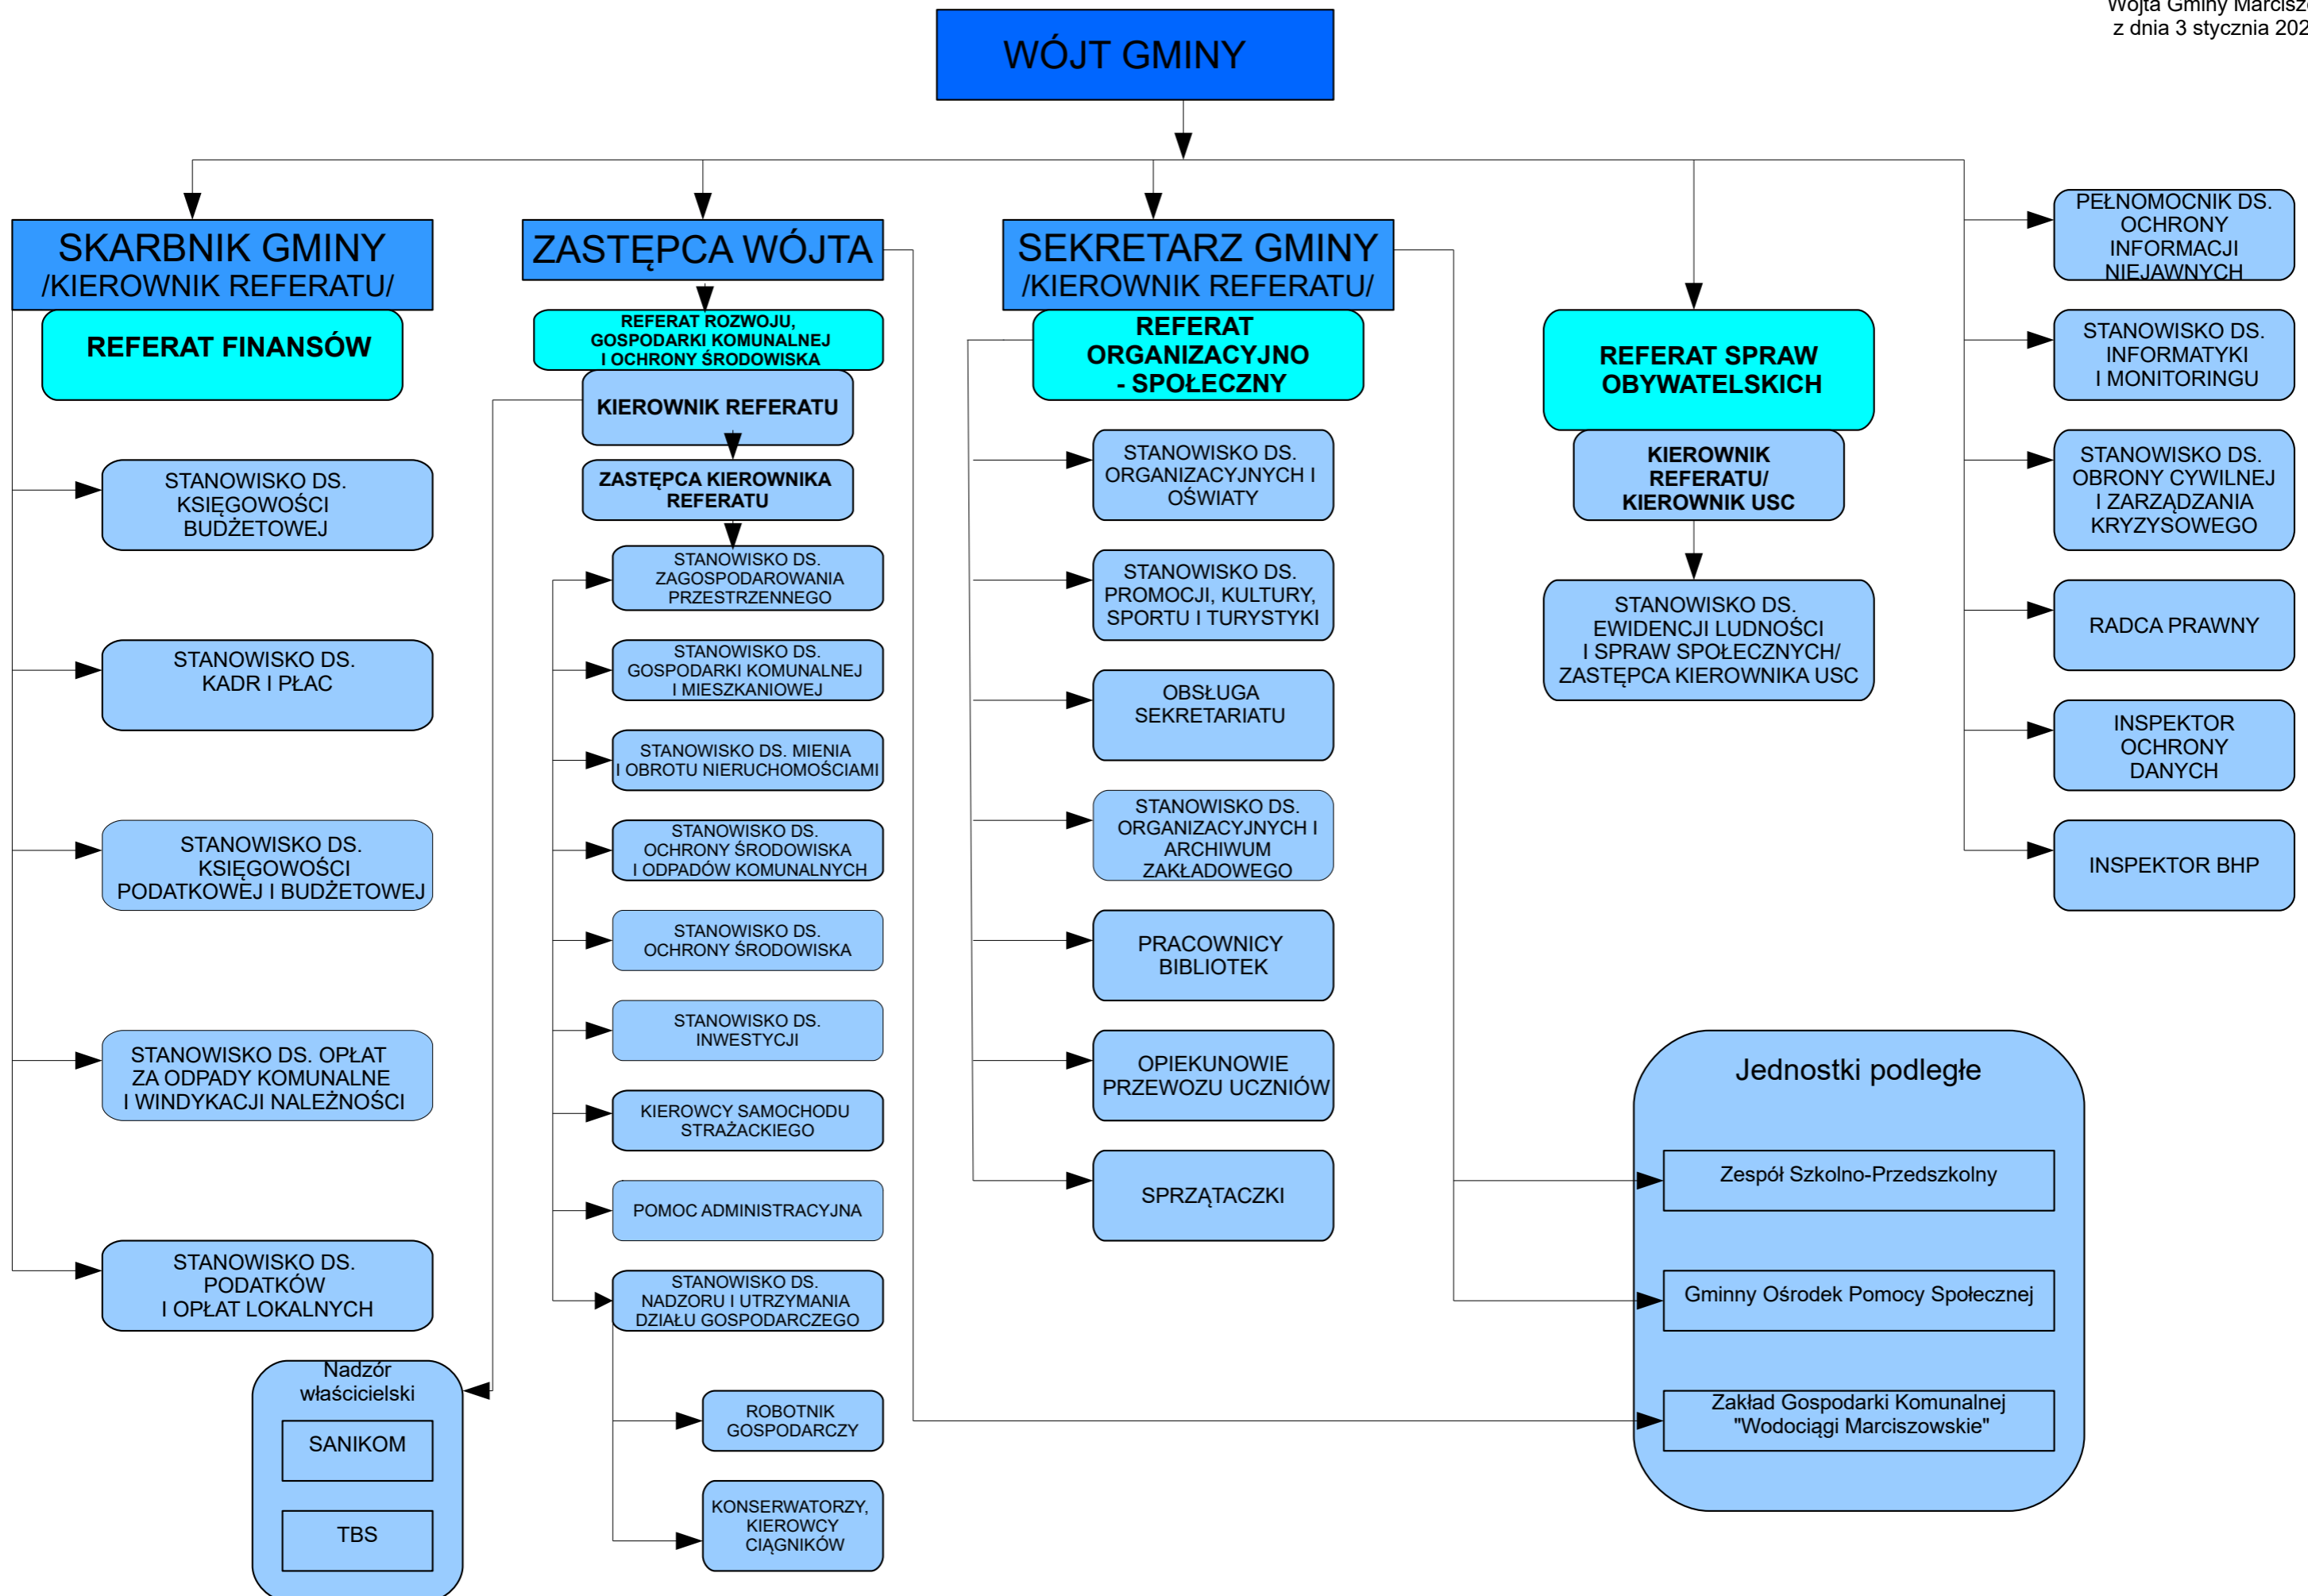 Wójta Gminy
z dnia 3 stycznia
WÓJT GMINY
SKARBNIK GMINY
/KIEROWNIK REFERATU/
REFERAT FINANSÓW
STANOWISKO DS.
KSIĘGOWOŚCI
BUDŻETOWEJ
STANOWISKO DS.
KADR I PŁAC
STANOWISKO DS.
KSIĘGOWOŚCI
PODATKOWEJ I BUDŻETOWEJ
STANOWISKO DS. OPŁAT
ZA ODPADY KOMUNALNE
I WINDYKACJI NALEŻNOŚCI
STANOWISKO DS.
PODATKÓW
I OPŁAT LOKALNYCH
Nadzór
właścicielski
SANIKOM
TBS
ZASTĘPCA WÓJTA
REFERAT ROZWOJU,
GOSPODARKI KOMUNALNEJ
I OCHRONY ŚRODOWISKA
KIEROWNIK REFERATU
ZASTĘPCA KIEROWNIKA
REFERATU
STANOWISKO DS.
ZAGOSPODAROWANIA
PRZESTRZENNEGO
STANOWISKO DS.
GOSPODARKI KOMUNALNEJ
I MIESZKANIOWEJ
STANOWISKO DS. MIENIA
I OBROTU NIERUCHOMOŚCIAMI
STANOWISKO DS.
OCHRONY ŚRODOWISKA
I ODPADÓW KOMUNALNYCH
STANOWISKO DS.
OCHRONY ŚRODOWISKA
STANOWISKO DS.
INWESTYCJI
KIEROWCY SAMOCHODU
STRAŻACKIEGO
POMOC ADMINISTRACYJNA
STANOWISKO DS.
NADZORU I UTRZYMANIA
DZIAŁU GOSPODARCZEGO
ROBOTNIK
GOSPODARCZY
KONSERWATORZY,
KIEROWCY
CIĄGNIKÓW
SEKRETARZ GMINY
/KIEROWNIK REFERATU/
REFERAT
ORGANIZACYJNO
- SPOŁECZNY
STANOWISKO DS.
ORGANIZACYJNYCH I
OŚWIATY
STANOWISKO DS.
PROMOCJI, KULTURY,
SPORTU I TURYSTYKI
OBSŁUGA
SEKRETARIATU
STANOWISKO DS.
ORGANIZACYJNYCH I
ARCHIWUM
ZAKŁADOWEGO
PRACOWNICY
BIBLIOTEK
OPIEKUNOWIE
PRZEWOZU UCZNIÓW
SPRZĄTACZKI
REFERAT SPRAW
OBYWATELSKICH
KIEROWNIK
REFERATU/
KIEROWNIK USC
STANOWISKO DS.
EWIDENCJI LUDNOŚCI
I SPRAW SPOŁECZNYCH/
ZASTĘPCA KIEROWNIKA USC
PEŁNOMOCNIK DS.
OCHRONY
INFORMACJI
NIEJAWNYCH
STANOWISKO DS.
INFORMATYKI
I MONITORINGU
STANOWISKO DS.
OBRONY CYWILNEJ
I ZARZĄDZANIA
KRYZYSOWEGO
RADCA PRAWNY
INSPEKTOR
OCHRONY
DANYCH
INSPEKTOR BHP
Jednostki podległe
Zespół Szkolno-Przedszkolny
Gminny Ośrodek Pomocy Społecznej
Zakład Gospodarki Komunalnej
"Wodociągi Marciszowskie"